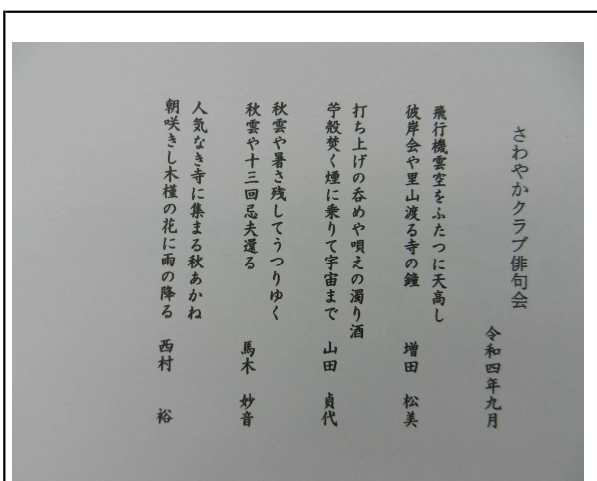 さわやかクラブ俳句会
令和四年九月
飛行機雲空をふたつに天高し
彼岸会や里山渡る寺の鐘　増田　松美
打ち上げの呑めや唄えの濁り酒
苧殻焚く煙に乗りて宇宙まで　山田　貞代
秋雲や暑さ残してうつりゆく
秋雲や十三回忌夫還る　馬木　妙音
人気なき寺に集まる秋あかね
朝咲きし木槿の花に雨の降る　西村　裕